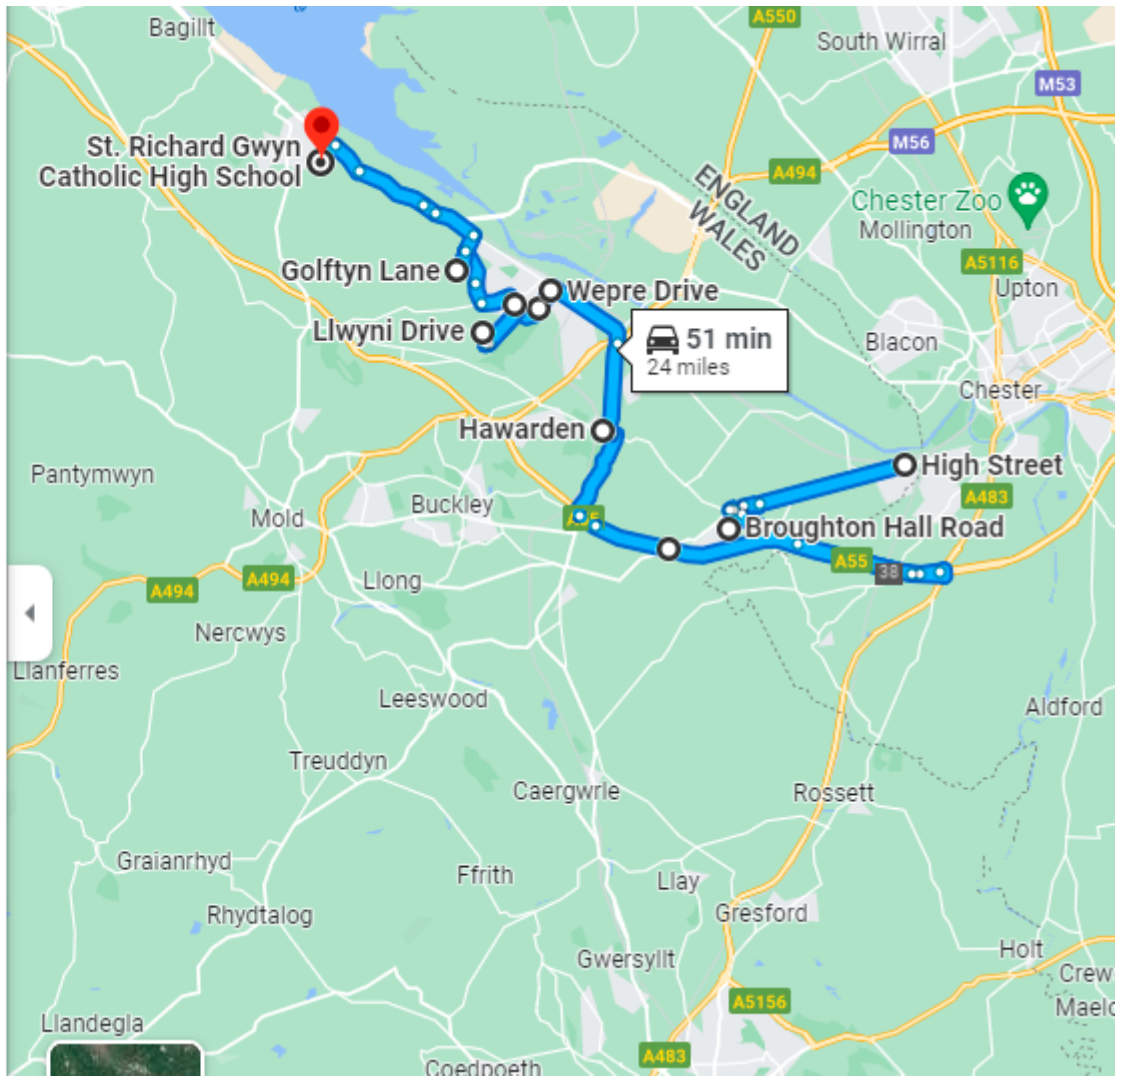 Bagillt
A550
South Wirral
M53
M56
A494
St. Richard Gwyn
Catholic High School
ENGLAND
WALES
Chester Zoo
Mollington
A5116
Upton
Golftyn Lane
Wepre Drive
Llwyni Drive
51 min
24 miles
Blacon
Chester
Hawarden
High Street
A483
Pantymwyn
Buckley
Mold
Broughton Hall Road
A55
38
Llong
A494
A494
Nercwys
Llanferres
Leeswood
Aldford
Treuddyn
Caergwrle
Rossett
Graianrhyd
Ffrith
Llay
Rhydtalog
Gresford
Gwersyllt
Holt
Crew
Maelo
A5156
Llandegla
A483
Coedpoeth